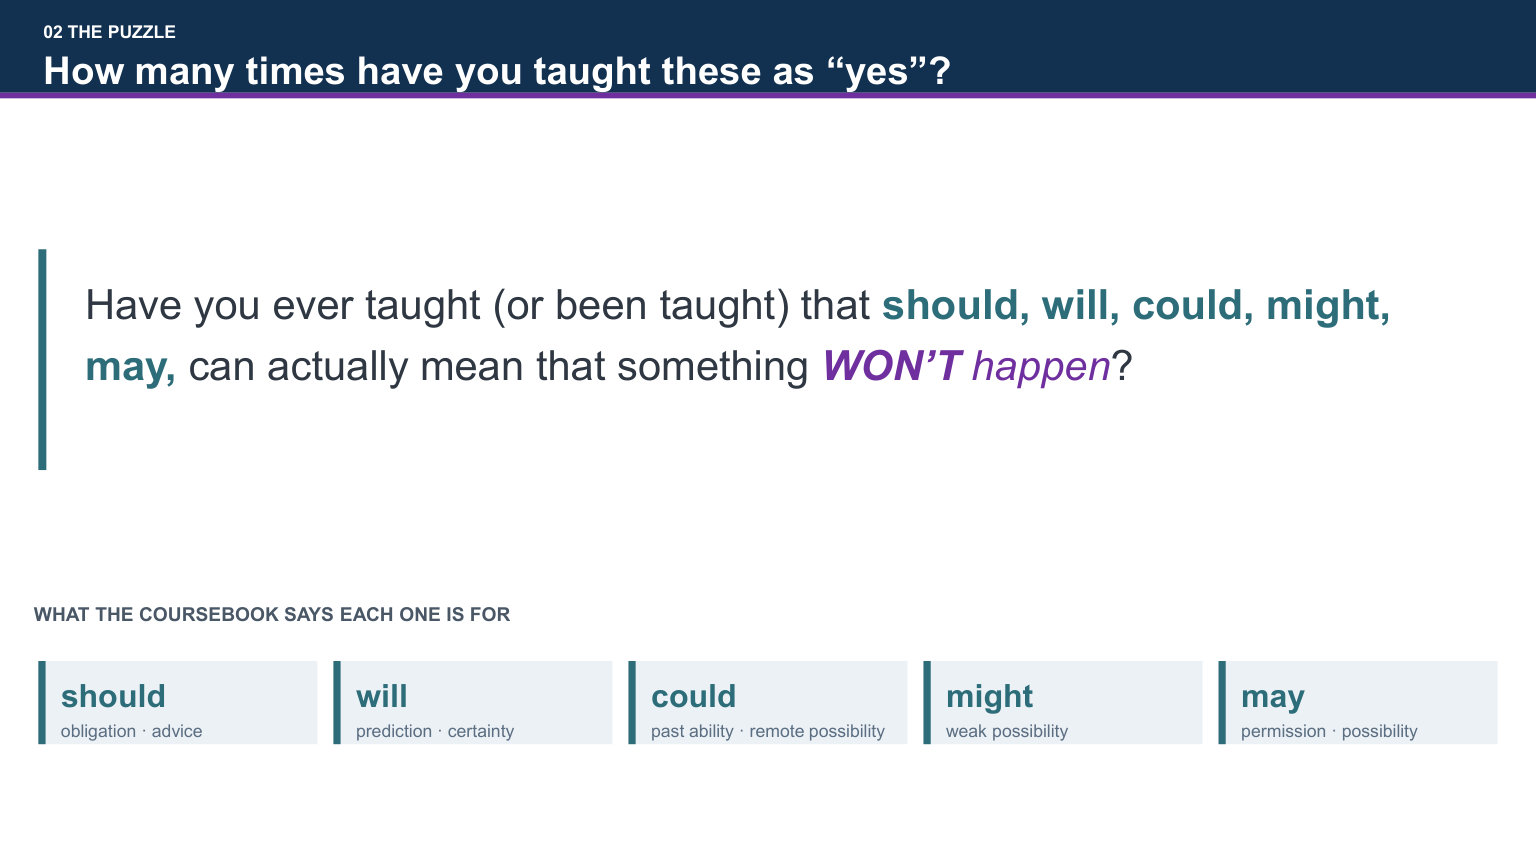 02 THE PUZZLE
How many times have you taught these as “yes”?
Have you ever taught (or been taught) that should, will, could, might,
may, can actually mean that something WON’T happen?
WHAT THE COURSEBOOK SAYS EACH ONE IS FOR
should
obligation · advice
will
prediction · certainty
could
past ability · remote possibility
might
weak possibility
may
permission · possibility